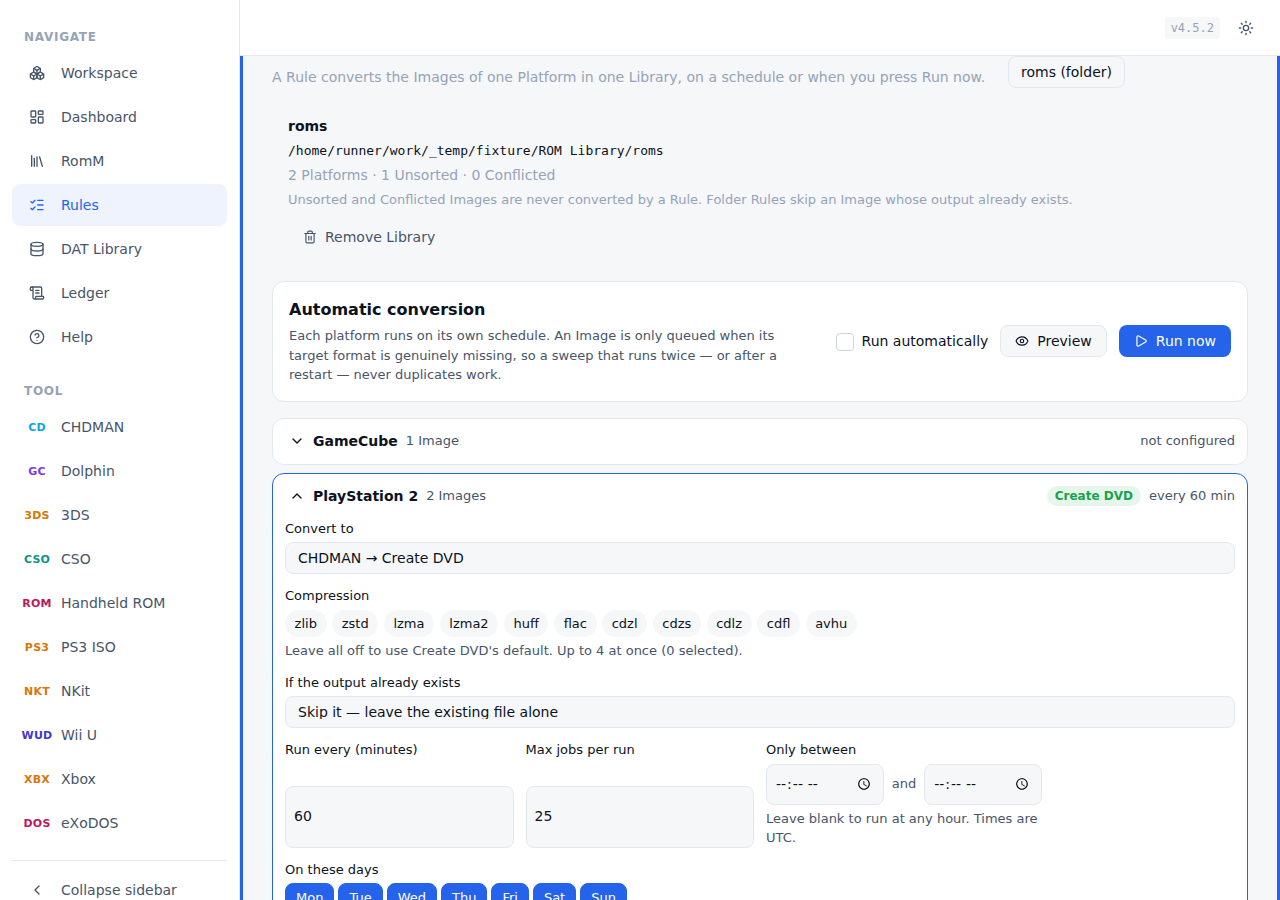 NAVIGATE
Workspace
Dashboard
RomM
Rules
DAT Library
Ledger
Help
TOOL
CD CHDMAN
GC Dolphin
3DS 3DS
CSO CSO
ROM Handheld ROM
PS3 PS3 ISO
NKT NKit
WUD Wii U
XBX Xbox
DOS eXoDOS
Collapse sidebar
v4.5.2
A Rule converts the Images of one Platform in one Library, on a schedule or when you press Run now.
roms (folder)
roms
/home/runner/work/_temp/fixture/ROM Library/roms
2 Platforms · 1 Unsorted · 0 Conflicted
Unsorted and Conflicted Images are never converted by a Rule. Folder Rules skip an Image whose output already exists.
Remove Library
Automatic conversion
Each platform runs on its own schedule. An Image is only queued when its
target format is genuinely missing, so a sweep that runs twice — or after a
restart — never duplicates work.
Run automatically
Preview
Run now
GameCube 1 Image
not configured
PlayStation 2 2 Images
Create DVD every 60 min
Convert to
CHDMAN → Create DVD
Compression
zlib zstd lzma lzma2 huff flac cdzl cdzs cdlz cdfl avhu
Leave all off to use Create DVD's default. Up to 4 at once (0 selected).
If the output already exists
Skip it — leave the existing file alone
Run every (minutes)
60
Max jobs per run
25
Only between
--:-- -- and --:-- --
Leave blank to run at any hour. Times are
UTC.
On these days
Mon Tue Wed Thu Fri Sat Sun